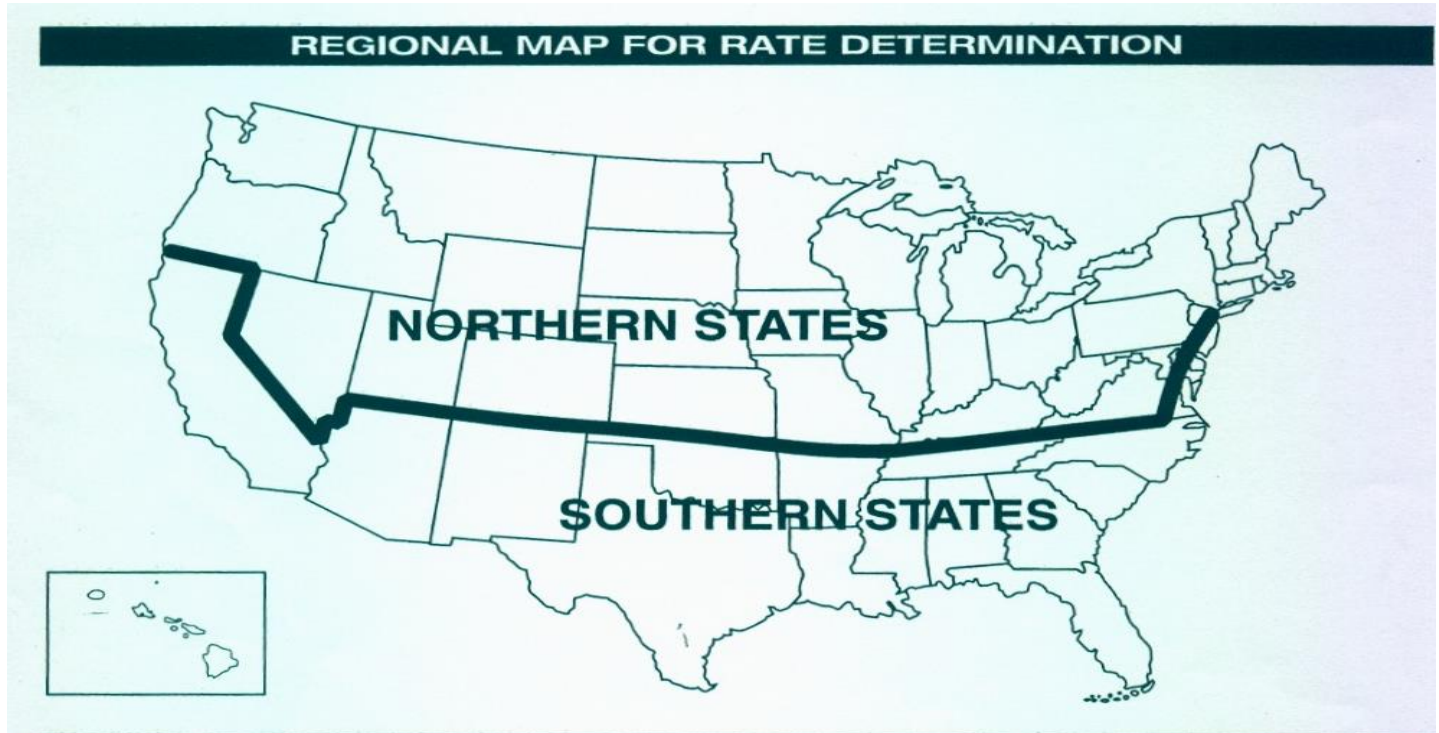 REGIONAL MAP FOR RATE DETERMINATION
NORTHERN STATES
SOUTHERN STATES